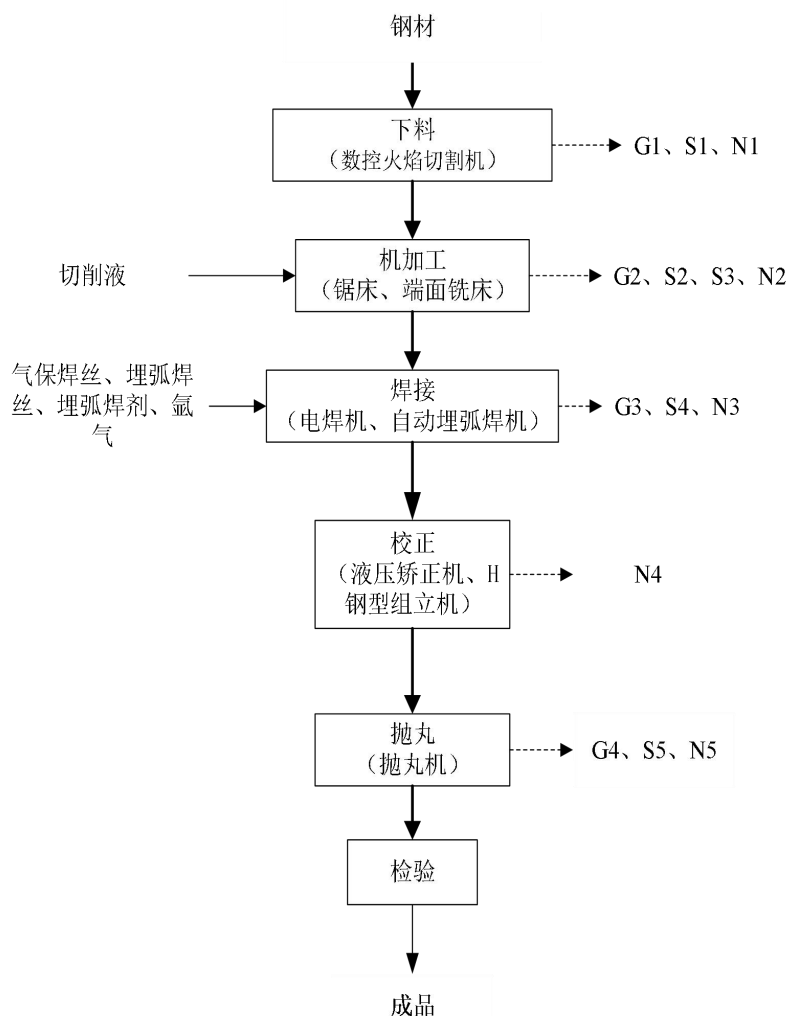 钢材
下料
（数控火焰切割机）
G1、S1、N1
切削液
机加工
（锯床、端面铣床）
G2、S2、S3、N2
气保焊丝、埋弧焊
丝、埋弧焊剂、氩
气
焊接
（电焊机、自动埋弧焊机）
G3、S4、N3
校正
（液压矫正机、H
钢型组立机）
N4
抛丸
（抛丸机）
G4、S5、N5
检验
成品